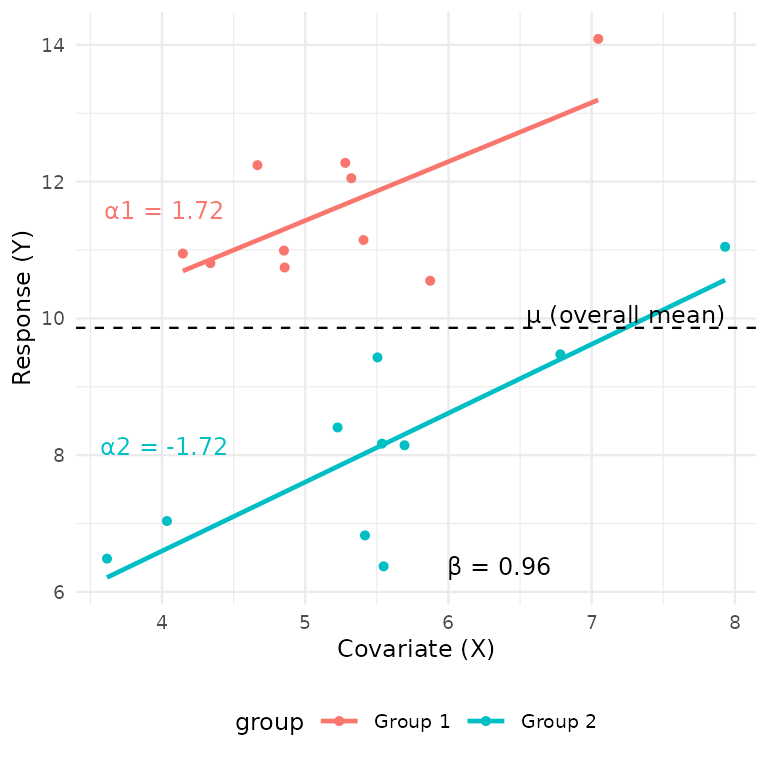 14
12
α1 = 1.72
10
μ (overall mean)
Response (Y)
α2 = -1.72
8
β = 0.96
6
4 5 6 7 8
Covariate (X)
group Group 1 Group 2